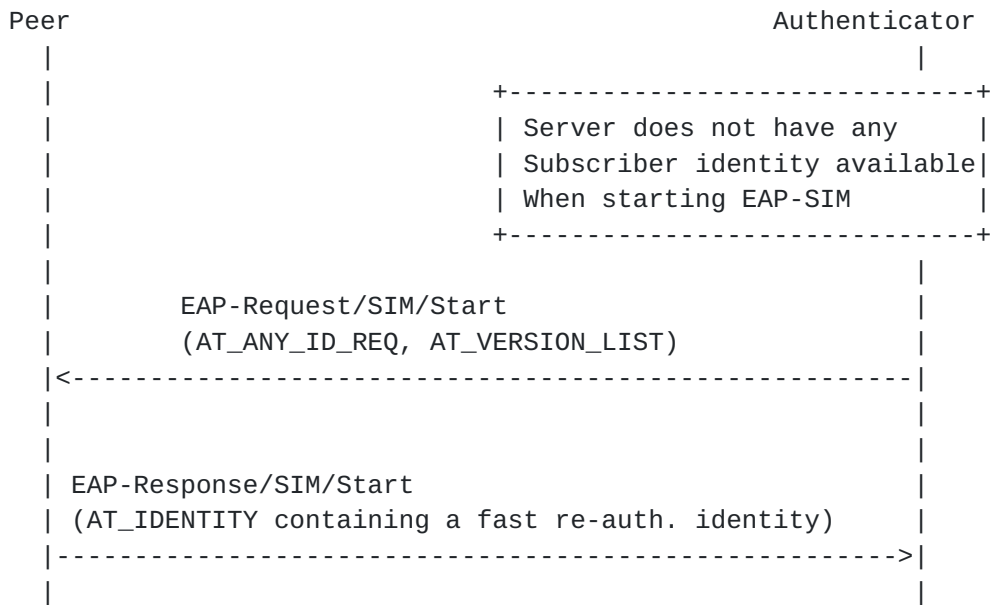 Peer Authenticator
Server does not have any
Subscriber identity available
When starting EAP-SIM
EAP-Request/SIM/Start
(AT_ANY_ID_REQ, AT_VERSION_LIST)
EAP-Response/SIM/Start
(AT_IDENTITY containing a fast re-auth. identity)